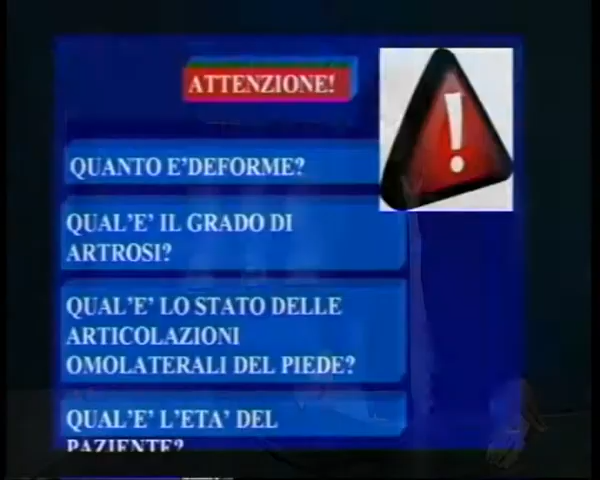 ATTENZIONE!
QUANTO E'DEFORME?
QUAL'E' IL GRADO DI
ARTROSI?
QUAL'E' LO STATO DELLE
ARTICOLAZIONI
OMOLATERALI DEL PIEDE?
QUAL'E' L'ETA' DEL
PAZIENTE?